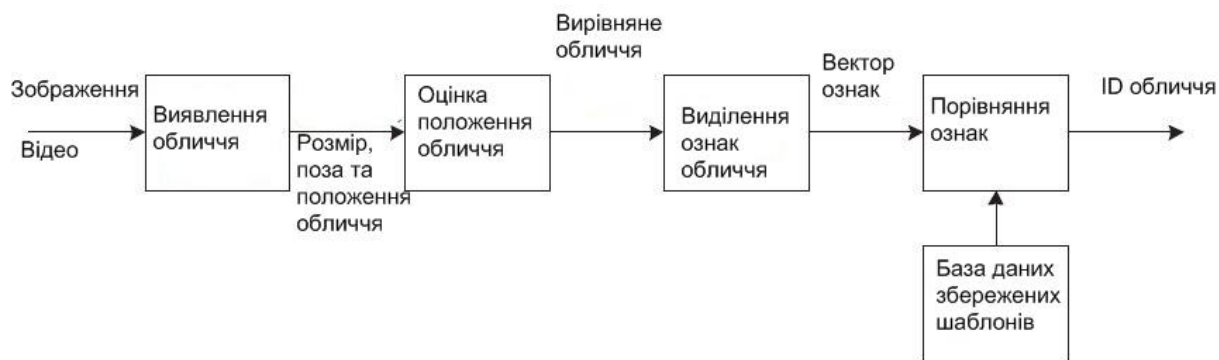 Зображення
Відео
Виявлення
обличчя
Розмір,
поза та
положення
обличчя
Оцінка
положення
обличчя
Вирівняне
обличчя
Виділення
ознак
обличчя
Вектор
ознак
Порівняння
ознак
ID обличчя
База даних
збережених
шаблонів